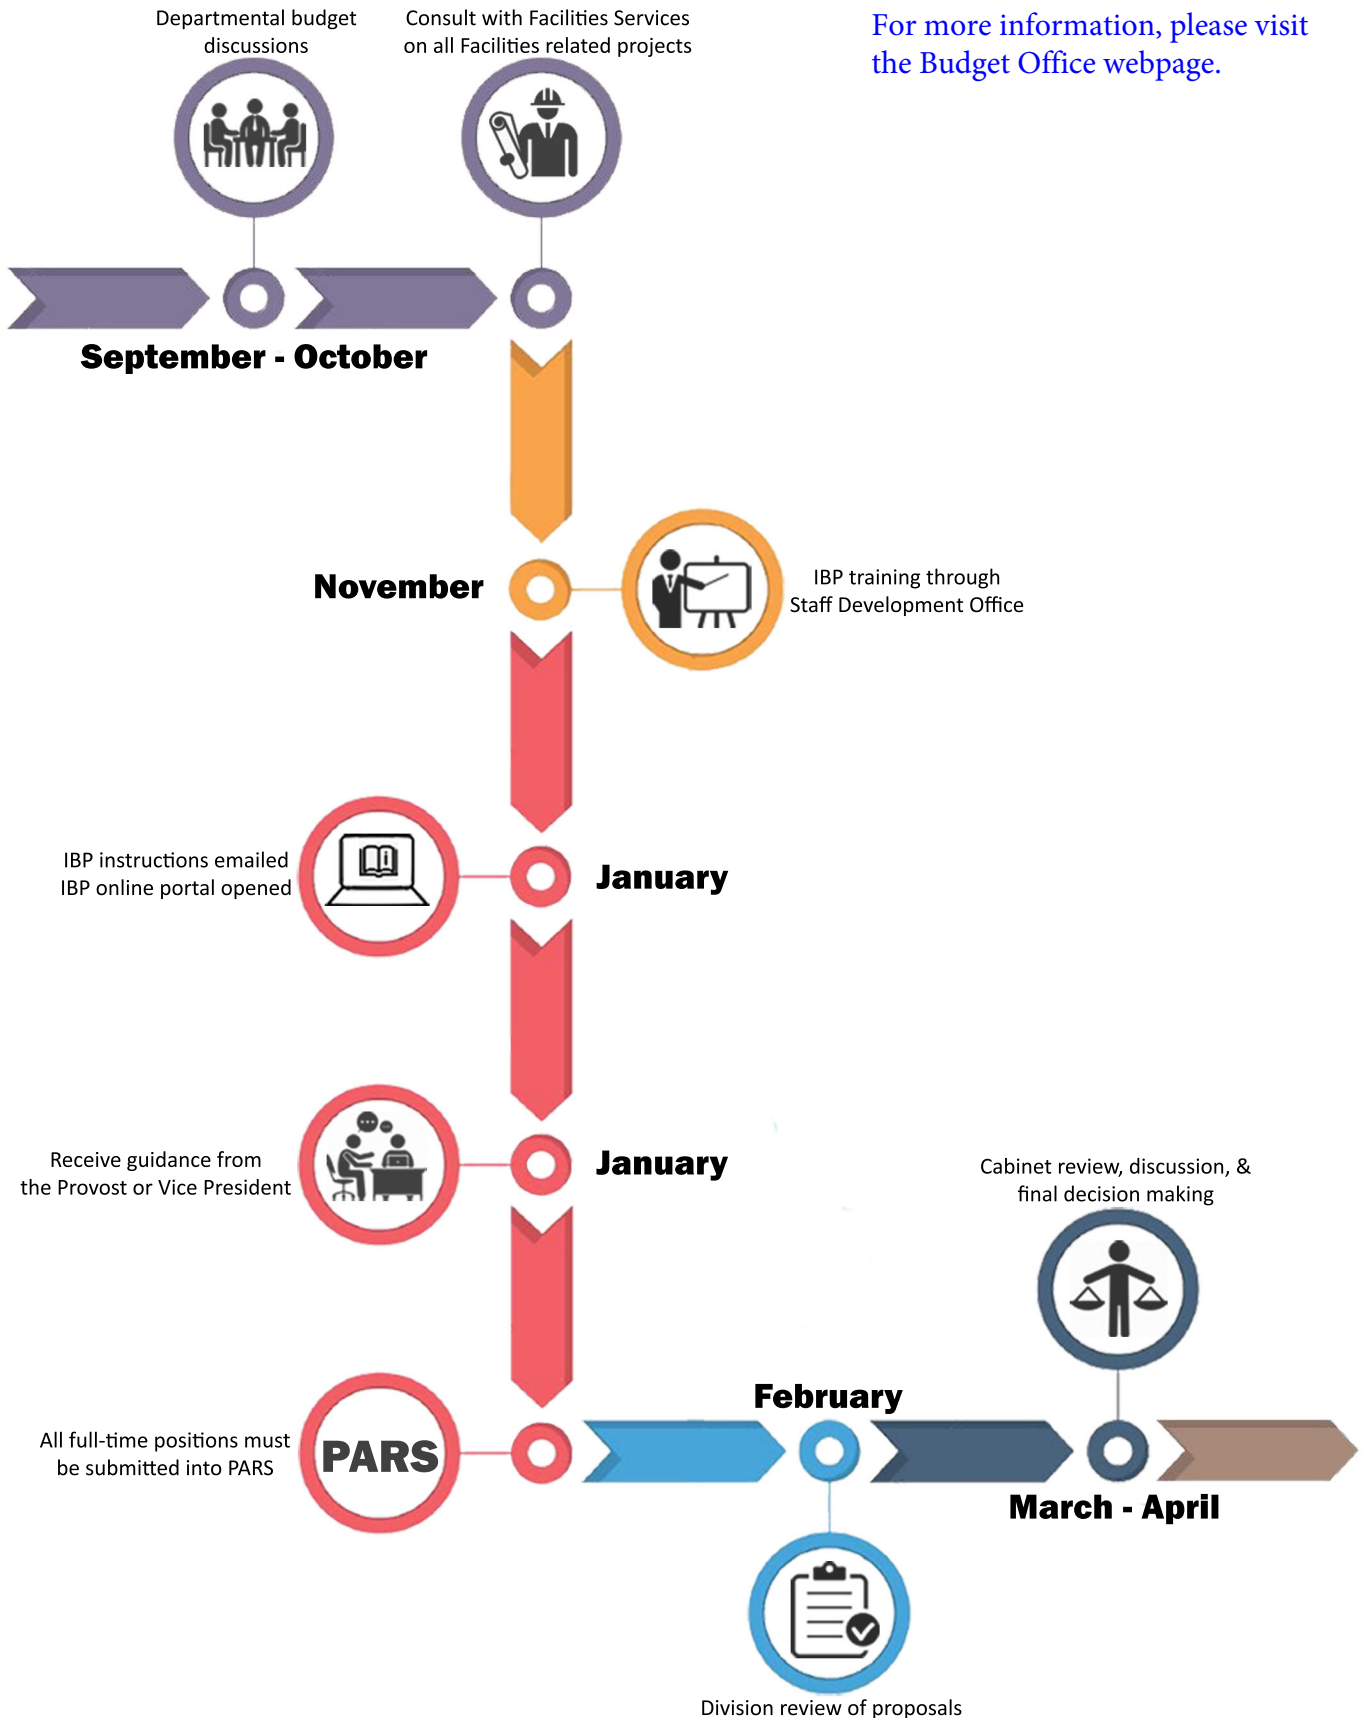 Departmental budget
discussions
Consult with Facilities Services
on all Facilities related projects
For more information, please visit
the Budget Office webpage.
September - October
November
IBP training through
Staff Development Office
IBP instructions emailed
IBP online portal opened
January
Receive guidance from
the Provost or Vice President
January
All full-time positions must
be submitted into PARS
PARS
February
Division review of proposals
Cabinet review, discussion, &
final decision making
March - April